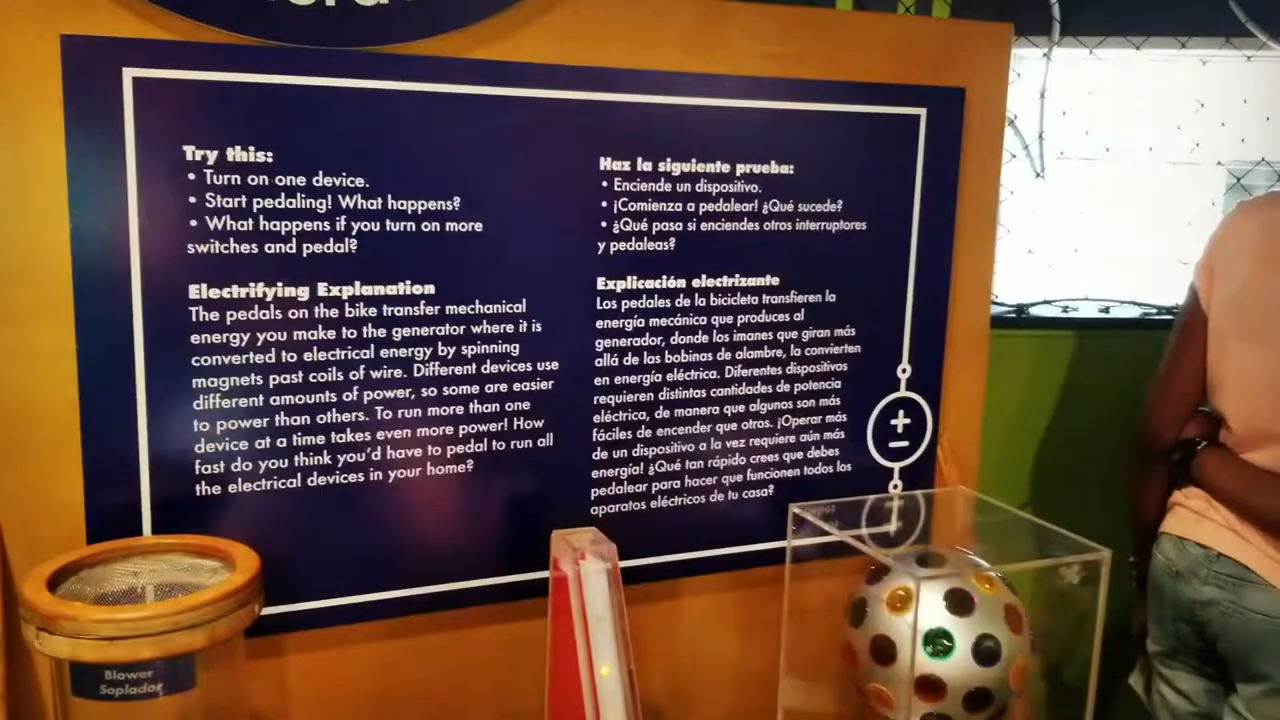 Try this:
• Turn on one device.
• Start pedaling! What happens?
• What happens if you turn on more
switches and pedal?
Electrifying Explanation
The pedals on the bike transfer mechanical
energy you make to the generator where it is
converted to electrical energy by spinning
magnets past coils of wire. Different devices use
different amounts of power, so some are easier
to power than others. To run more than one
device at a time takes even more power! How
fast do you think you'd have to pedal to run all
the electrical devices in your home?
Haz la siguiente prueba:
• Enciende un dispositivo.
• ¡Comienza a pedalear! ¿Qué sucede?
• ¿Qué pasa si enciendes otros interruptores
y pedaleas?
Explicación electrizante
Los pedales de la bicicleta transfieren la
energía mecánica que produces al
generador, donde los imanes que giran más
allá de las bobinas de alambre, la convierten
en energía eléctrica. Diferentes dispositivos
requieren distintas cantidades de potencia
eléctrica, de manera que algunos son más
fáciles de encender que otros. ¡Operar más
de un dispositivo a la vez requiere aún más
energía! ¿Qué tan rápido crees que debes
pedalear para hacer que funcionen todos los
aparatos eléctricos de tu casa?
+
−
Blower
Soplador